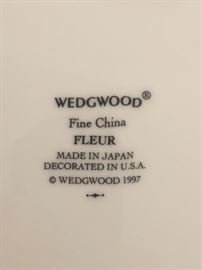 WEDGWOOD®
Fine China
FLEUR
MADE IN JAPAN
DECORATED IN U.S.A.
© WEDGWOOD 1997